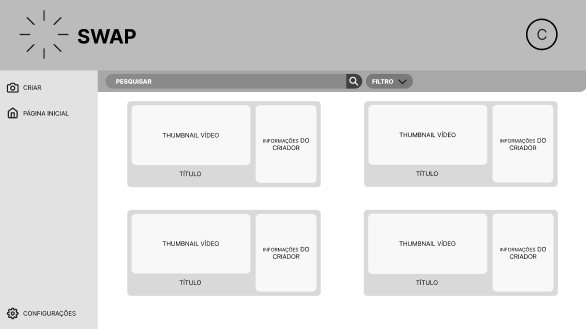 SWAP
C
CRIAR
PÁGINA INICIAL
CONFIGURAÇÕES
PESQUISAR
FILTRO
THUMBNAIL VÍDEO
TÍTULO
INFORMAÇÕES DO
CRIADOR
THUMBNAIL VÍDEO
TÍTULO
INFORMAÇÕES DO
CRIADOR
THUMBNAIL VÍDEO
TÍTULO
INFORMAÇÕES DO
CRIADOR
THUMBNAIL VÍDEO
TÍTULO
INFORMAÇÕES DO
CRIADOR